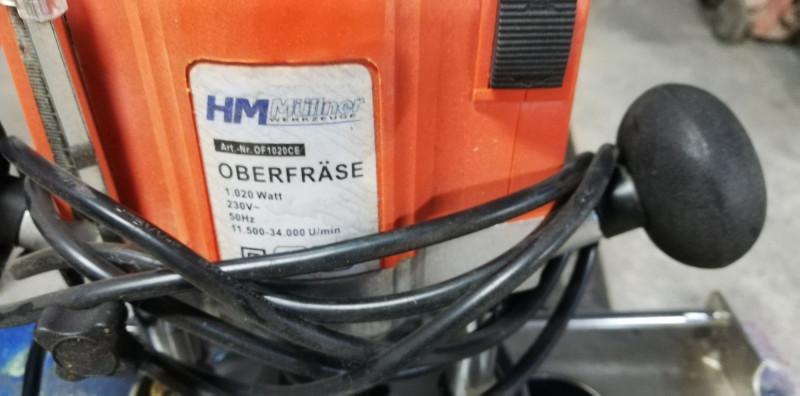 HM Müllner
WERKZEUGE
Art.-Nr. OF1020CE
OBERFRÄSE
1.020 Watt
230V~
50Hz
11.500-34.000 U/min